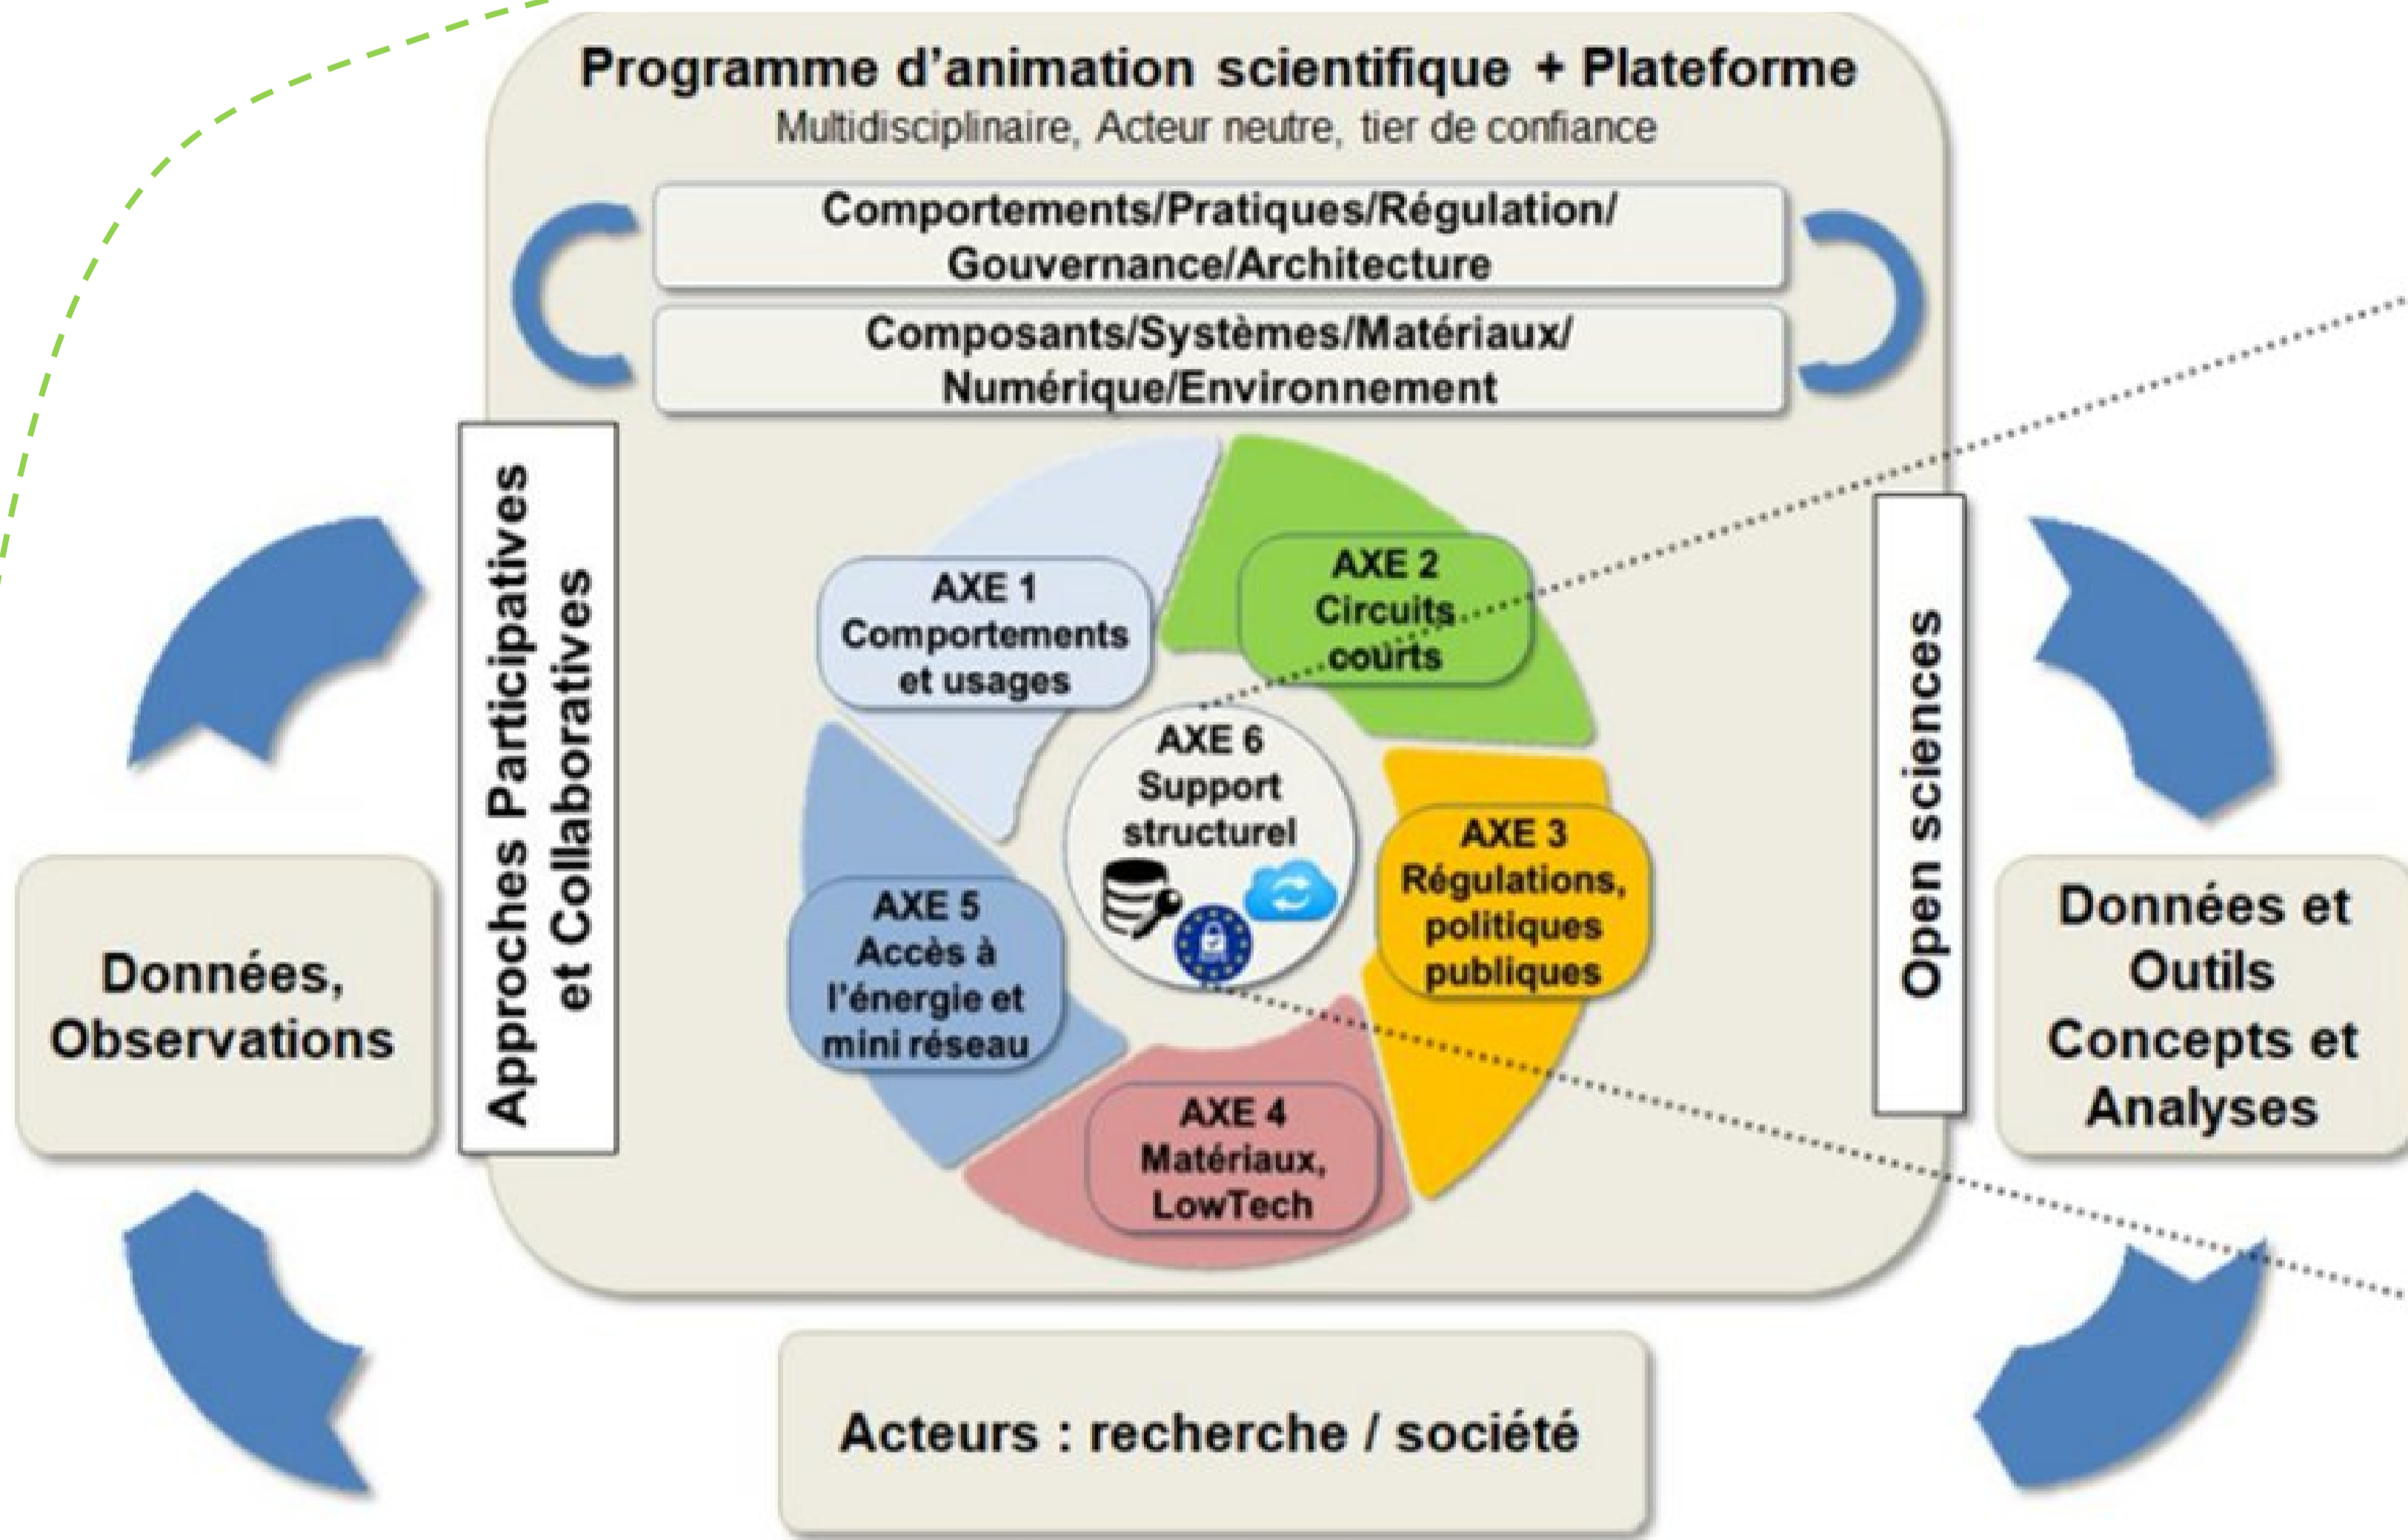 Programme d'animation scientifique + Plateforme
Multidisciplinaire, Acteur neutre, tier de confiance
Comportements/Pratiques/Régulation/
Gouvernance/Architecture
Composants/Systèmes/Matériaux/
Numérique/Environnement
Approches Participatives
et Collaboratives
AXE 1
Comportements
et usages
AXE 2
Circuits
courts
AXE 6
Support
structurel
AXE 3
Régulations,
politiques
publiques
AXE 5
Accès à
l'énergie et
mini réseau
AXE 4
Matériaux,
LowTech
Open sciences
Données,
Observations
Données et
Outils
Concepts et
Analyses
Acteurs : recherche / société